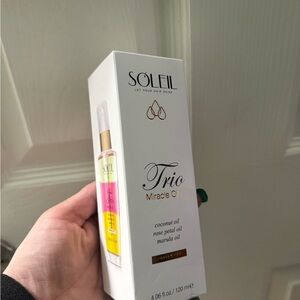 SOLEIL
LET YOUR HAIR SHINE
Trio
Miracle Oil
coconut oil
rose petal oil
marula oil
4.06 fl.oz / 120 ml